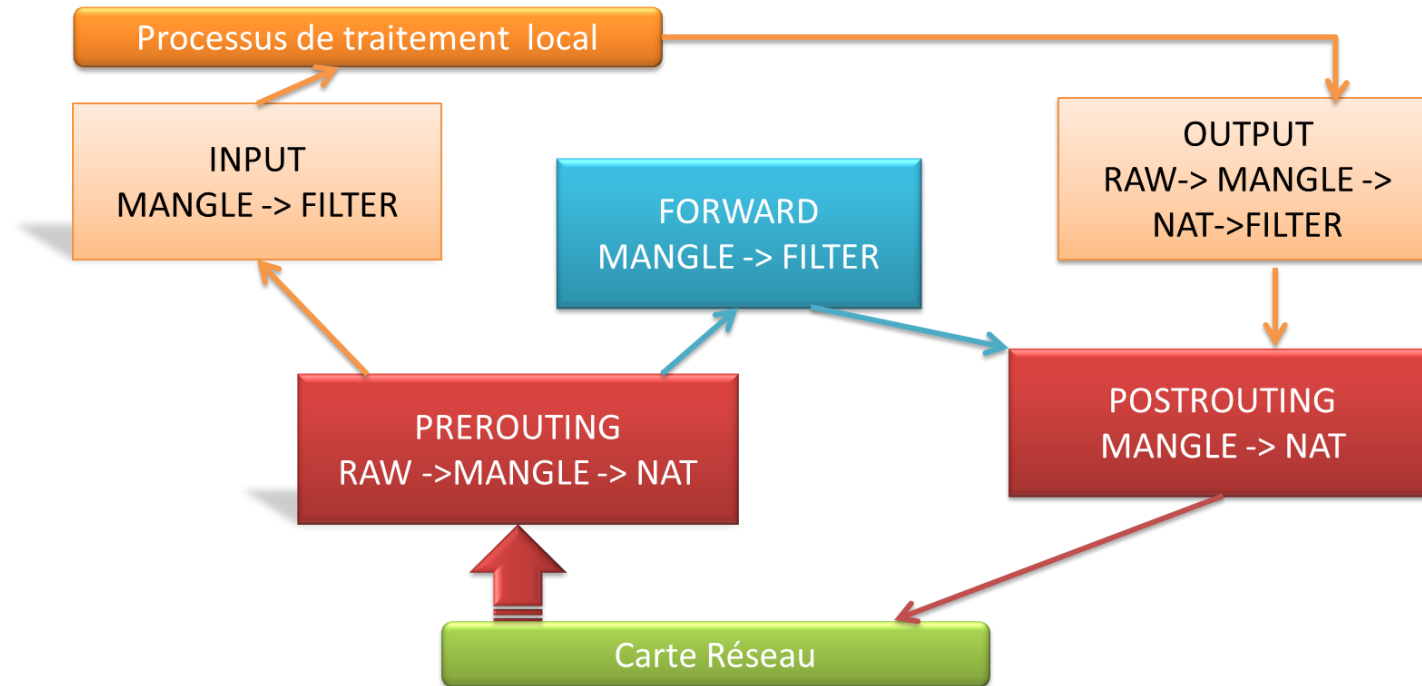 Processus de traitement local
INPUT
MANGLE -> FILTER
OUTPUT
RAW-> MANGLE ->
NAT->FILTER
FORWARD
MANGLE -> FILTER
PREROUTING
RAW ->MANGLE -> NAT
POSTROUTING
MANGLE -> NAT
Carte Réseau